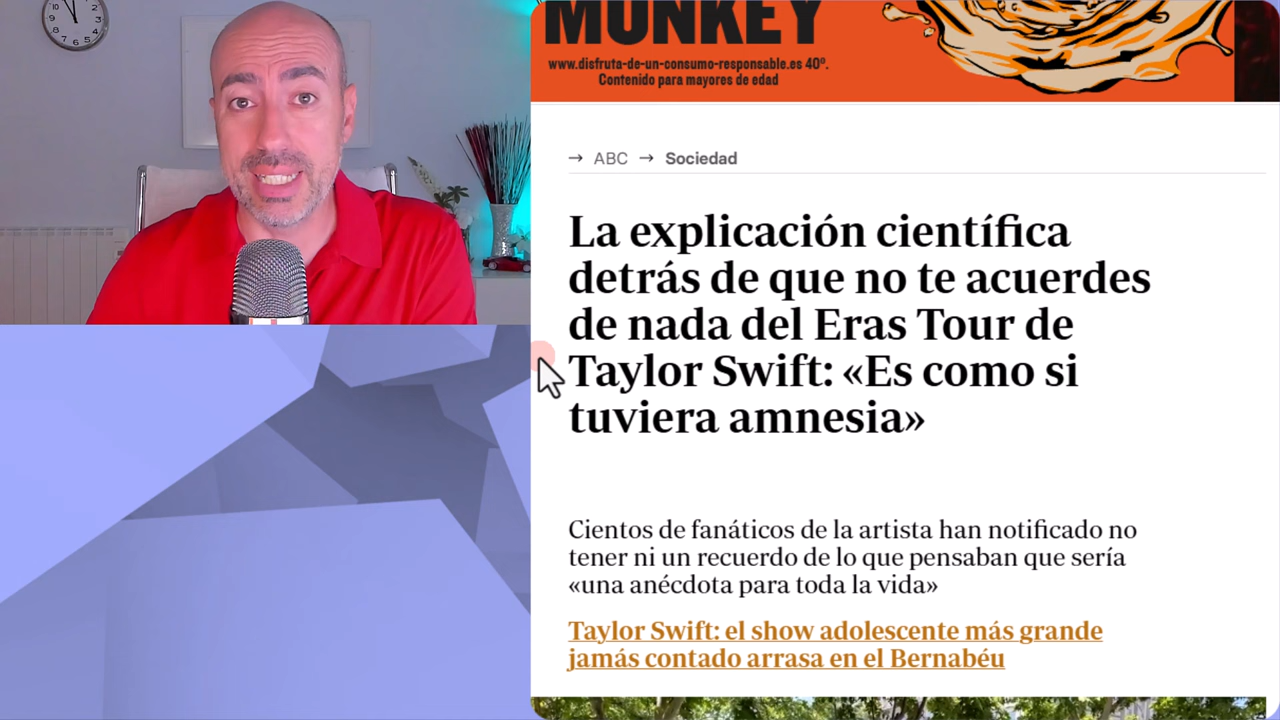 MUNKEY
www.disfruta-de-un-consumo-responsable.es 40º.
Contenido para mayores de edad
→ ABC → Sociedad
La explicación científica
detrás de que no te acuerdes
de nada del Eras Tour de
Taylor Swift: «Es como si
tuviera amnesia»
Cientos de fanáticos de la artista han notificado no
tener ni un recuerdo de lo que pensaban que sería
«una anécdota para toda la vida»
Taylor Swift: el show adolescente más grande
jamás contado arrasa en el Bernabéu